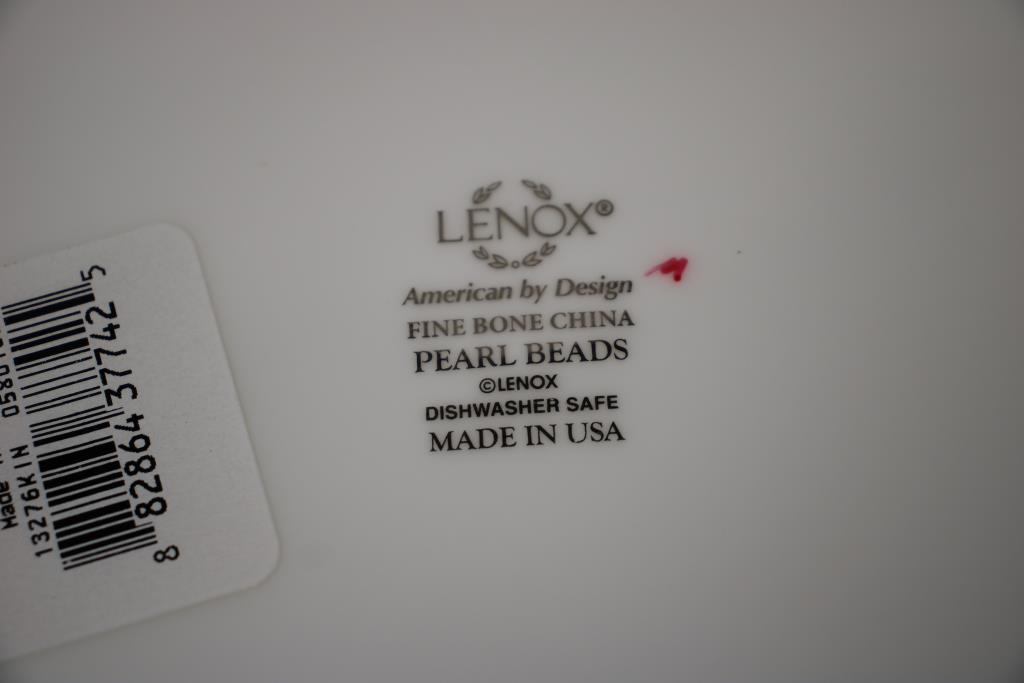 LENOX®
American by Design
FINE BONE CHINA
PEARL BEADS
©LENOX
DISHWASHER SAFE
MADE IN USA
Made
13276KIN
8 82864 37742 5